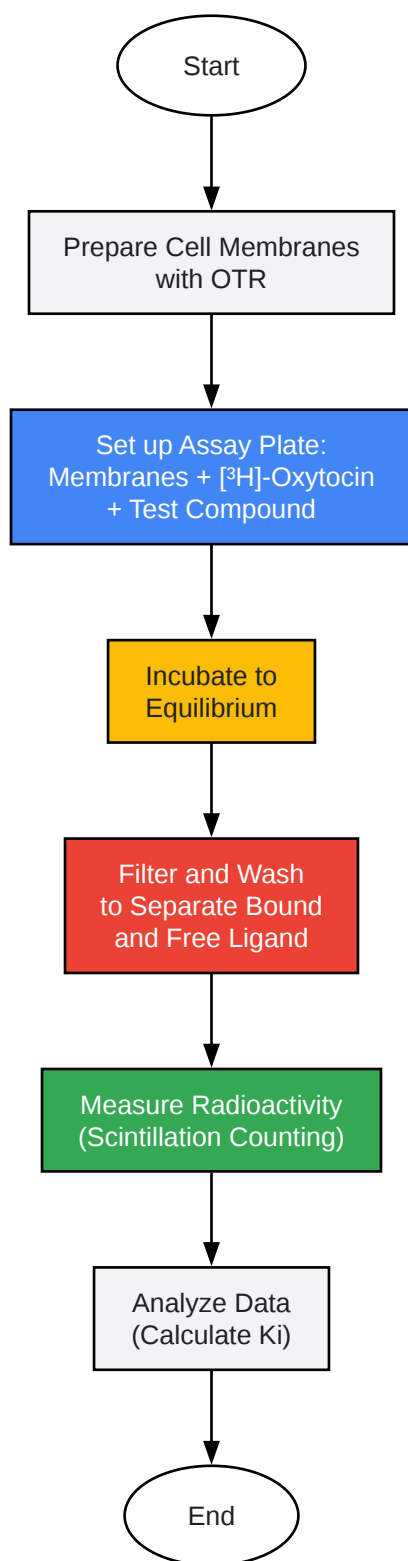 Start
Prepare Cell Membranes
with OTR
Set up Assay Plate:
Membranes + [³H]-Oxytocin
+ Test Compound
Incubate to
Equilibrium
Filter and Wash
to Separate Bound
and Free Ligand
Measure Radioactivity
(Scintillation Counting)
Analyze Data
(Calculate Ki)
End